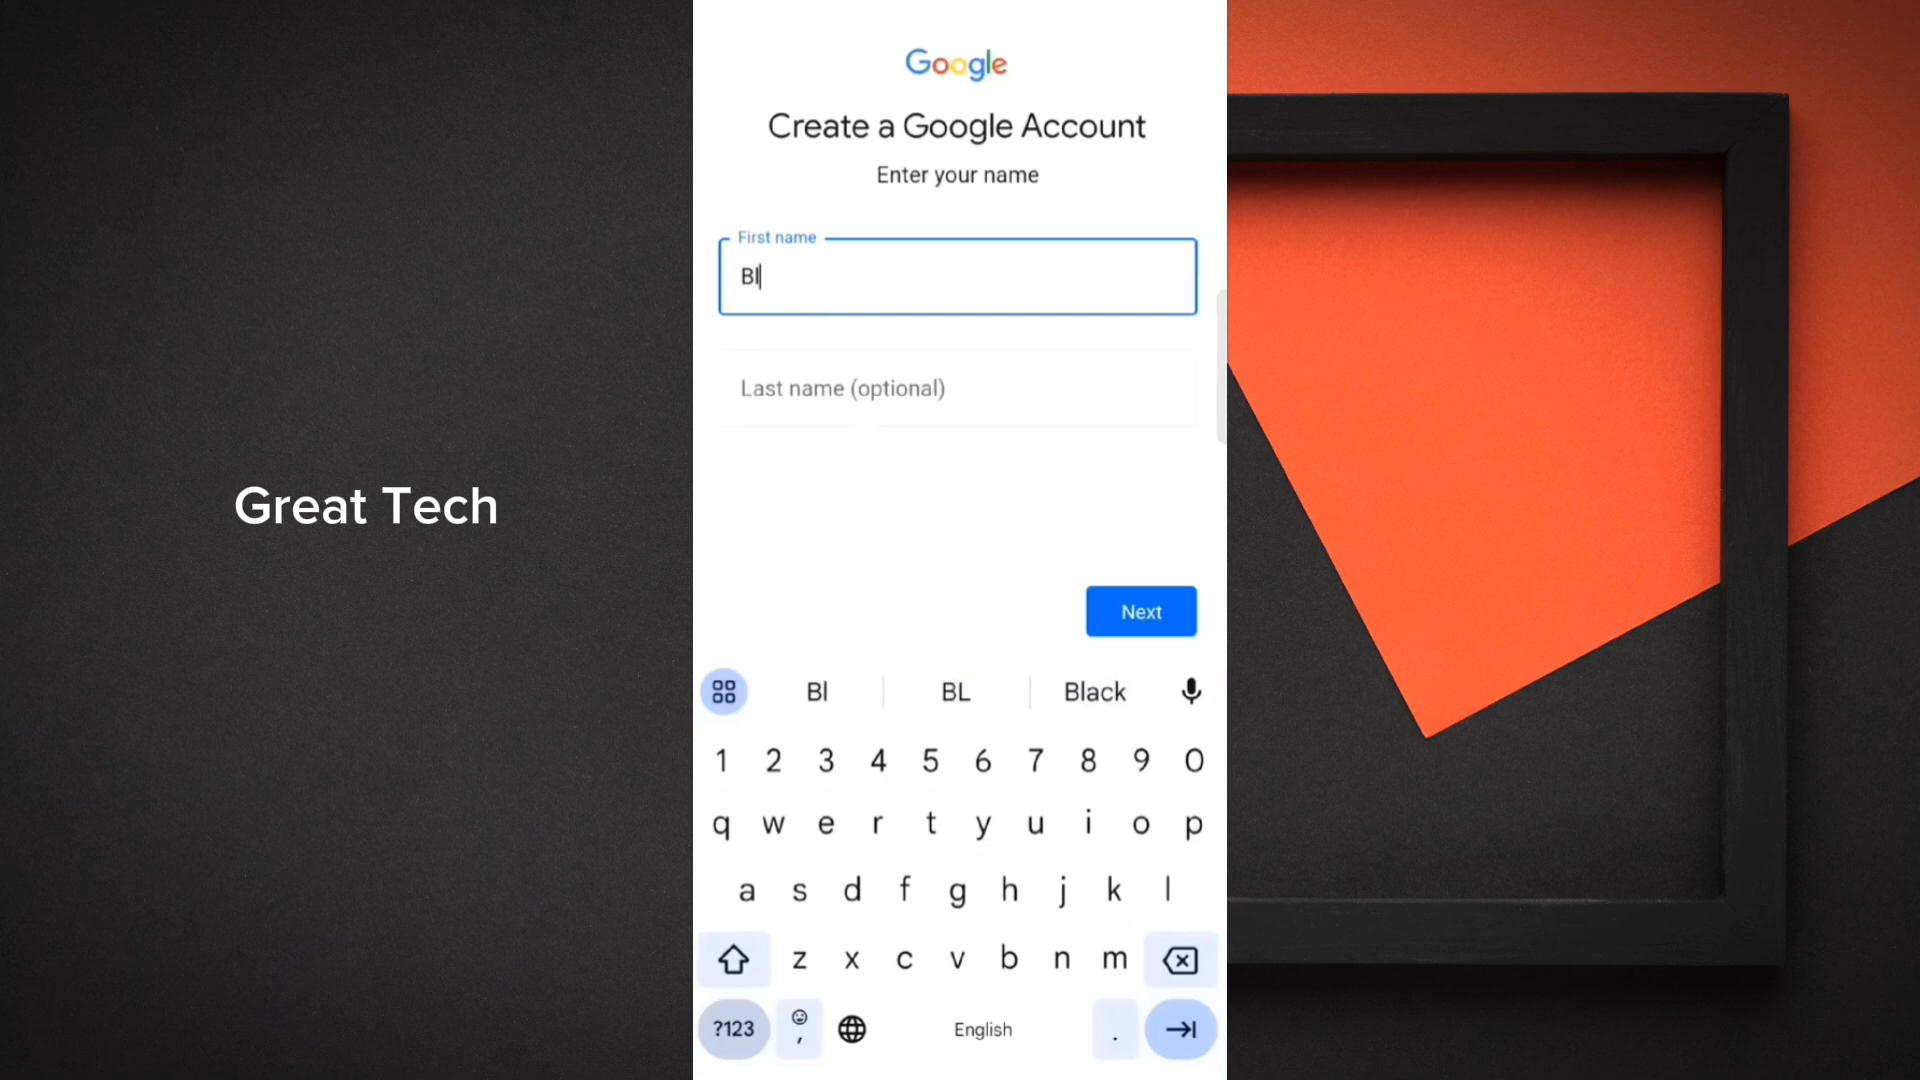 Google
Create a Google Account
Enter your name
First name
Bl
Last name (optional)
Great Tech
Next
Bl BL Black
1 2 3 4 5 6 7 8 9 0
q w e r t y u i o p
a s d f g h j k l
z x c v b n m
?123 , English .